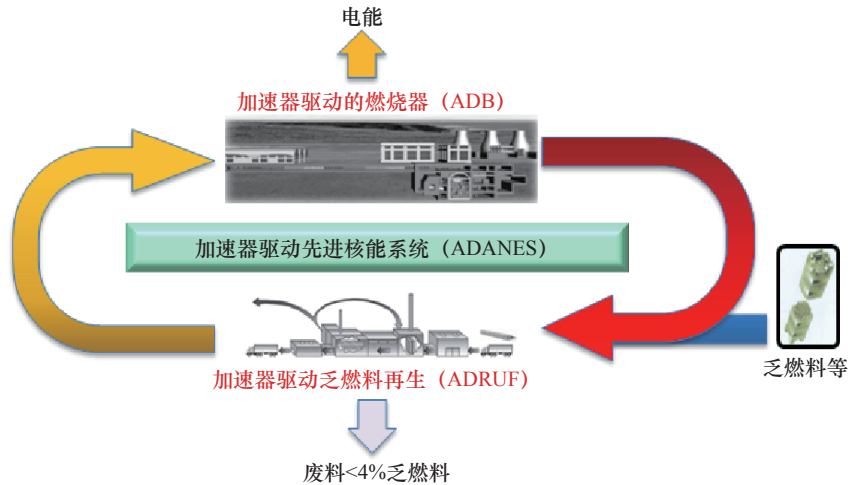 电能
加速器驱动的燃烧器（ADB）
加速器驱动先进核能系统（ADANES）
乏燃料等
加速器驱动乏燃料再生（ADRUF）
废料<4%乏燃料